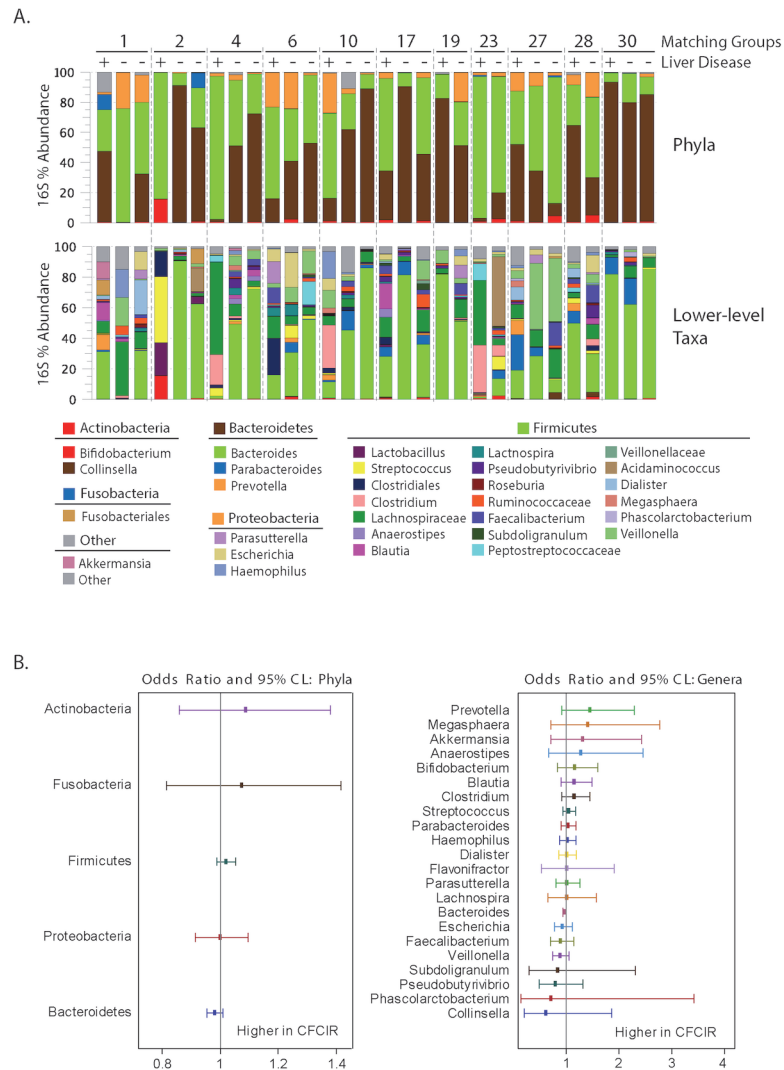 A.
1 2 4 6 10 17 19 23 27 28 30 Matching Groups
+ - - + - - + - - + - - + - - + - - + - + - + - - + - + - - Liver Disease
100
80
60
40
20
0
16S % Abundance
Phyla
100
80
60
40
20
0
16S % Abundance
Lower-level
Taxa
Actinobacteria
Bifidobacterium
Collinsella
Fusobacteria
Fusobacteriales
Other
Akkermansia
Other
Bacteroidetes
Bacteroides
Parabacteroides
Prevotella
Proteobacteria
Parasutterella
Escherichia
Haemophilus
Firmicutes
Lactobacillus
Streptococcus
Clostridiales
Clostridium
Lachnospiraceae
Anaerostipes
Blautia
Lactnospira
Pseudobutyrivibrio
Roseburia
Ruminococcaceae
Faecalibacterium
Subdoligranulum
Peptostreptococcaceae
Veillonellaceae
Acidaminococcus
Dialister
Megasphaera
Phascolarctobacterium
Veillonella
B.
Odds Ratio and 95% CL: Phyla
Actinobacteria
Fusobacteria
Firmicutes
Proteobacteria
Bacteroidetes
Higher in CFCIR
0.8 1 1.2 1.4
Odds Ratio and 95% CL: Genera
Prevotella
Megasphaera
Akkermansia
Anaerostipes
Bifidobacterium
Blautia
Clostridium
Streptococcus
Parabacteroides
Haemophilus
Dialister
Flavonifractor
Parasutterella
Lachnospira
Bacteroides
Escherichia
Faecalibacterium
Veillonella
Subdoligranulum
Pseudobutyrivibrio
Phascolarctobacterium
Collinsella
Higher in CFCIR
1 2 3 4